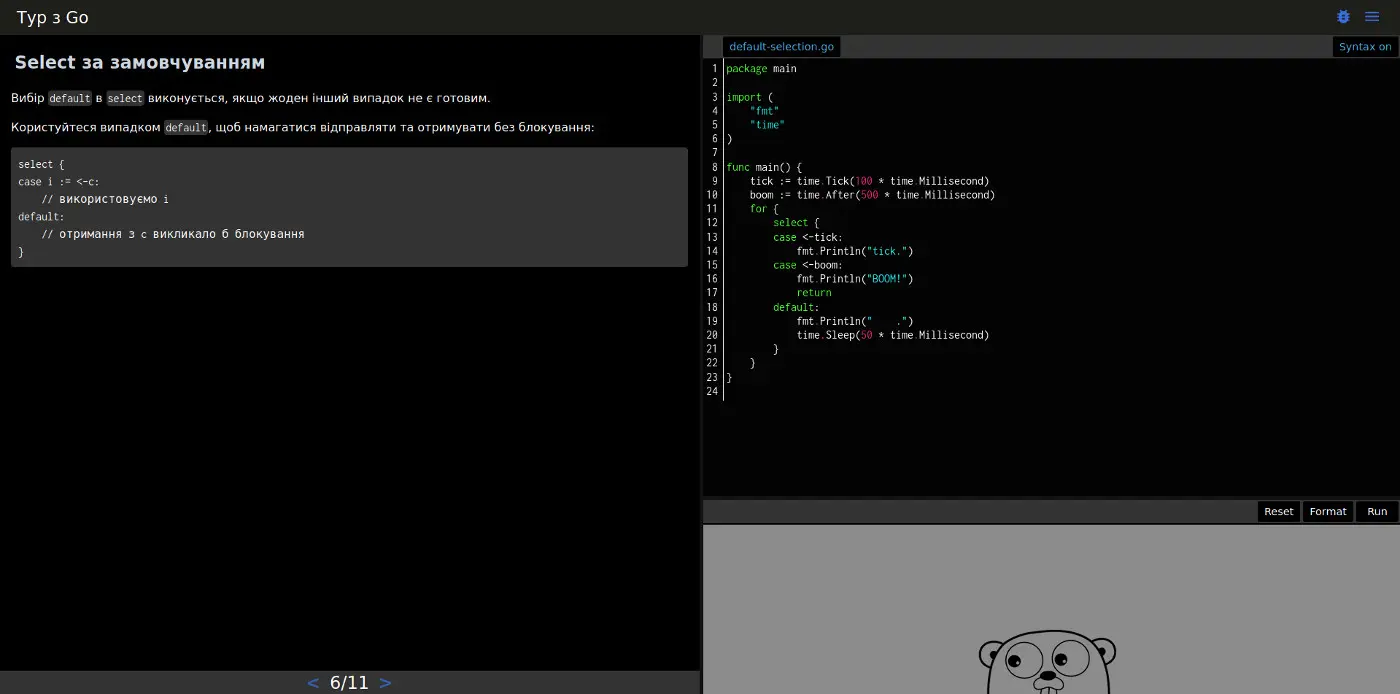 Тур з Go
Select за замовчуванням
Вибір default в select виконується, якщо жоден інший випадок не є готовим.
Користуйтеся випадком default, щоб намагатися відправляти та отримувати без блокування:
select {
case i := <-c:
    // використовуємо i
default:
    // отримання з c викликало б блокування
}
< 6/11 >
default-selection.go
Syntax on
1 package main
2
3 import (
4     "fmt"
5     "time"
6 )
7
8 func main() {
9     tick := time.Tick(100 * time.Millisecond)
10     boom := time.After(500 * time.Millisecond)
11     for {
12         select {
13         case <-tick:
14             fmt.Println("tick.")
15         case <-boom:
16             fmt.Println("BOOM!")
17             return
18         default:
19             fmt.Println("    .")
20             time.Sleep(50 * time.Millisecond)
21         }
22     }
23 }
24
Reset Format Run